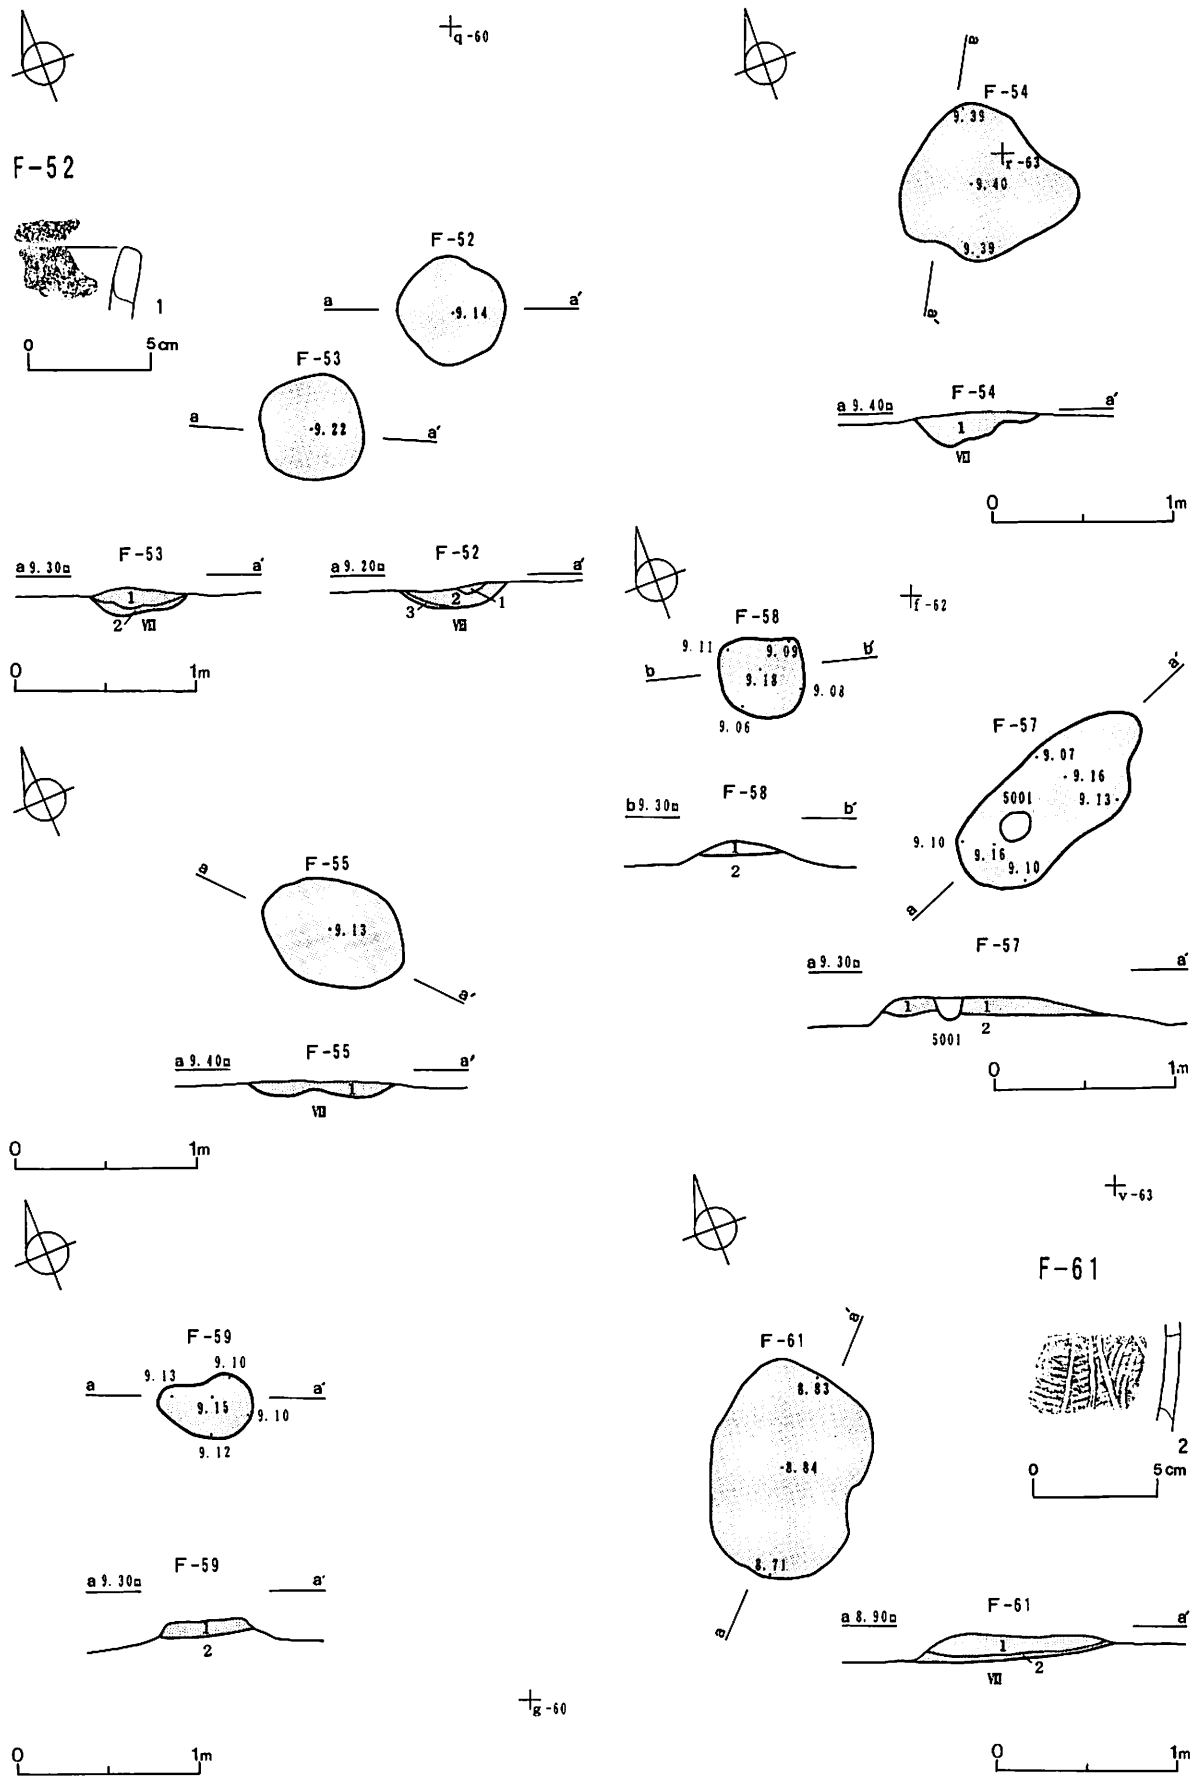 q-60
F-52
1
0 5cm
F-52
a a′
9.14
F-53
a a′
9.22
F-53
a 9.30m a′
1
2 Ⅶ
F-52
a 9.20m a′
3 2 1
Ⅶ
0 1m
a
F-54
9.39
r-63
9.40
9.39
a′
F-54
a 9.40m a′
1
Ⅶ
0 1m
f-62
F-58
9.11 9.09
b b′
9.18
9.08
9.06
F-58
b 9.30m b′
1
2
a′
F-57
9.07
9.16
5001 9.13
9.10
9.16
9.10
a
F-57
a 9.30m a′
1 1
2
5001
0 1m
F-55
a
9.13
a′
F-55
a 9.40m a′
1
Ⅶ
0 1m
F-59
9.13 9.10
a a′
9.15
9.10
9.12
F-59
a 9.30m a′
1
2
g-60
0 1m
v-63
F-61
2
0 5cm
a′
F-61
8.83
8.84
8.71
a
F-61
a 8.90m a′
1
2
Ⅶ
0 1m